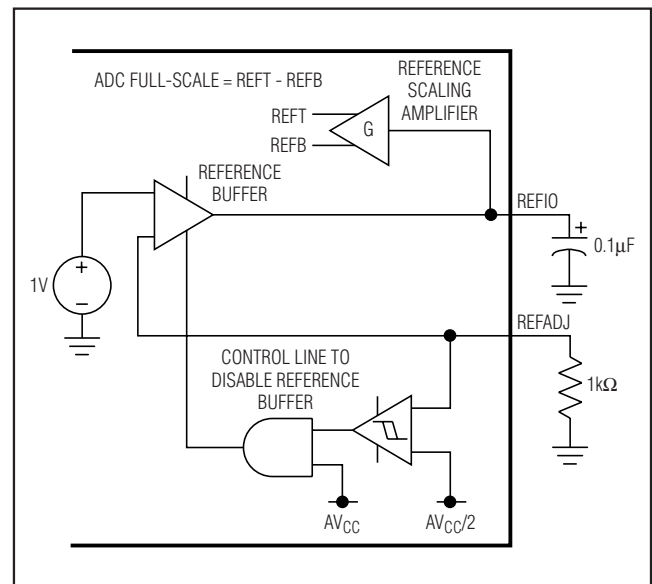 ADC FULL-SCALE = REFT - REFB
REFERENCE
SCALING
AMPLIFIER
REFT
REFB
G
REFERENCE
BUFFER
REFIO
+
0.1µF
1V
+
−
REFADJ
CONTROL LINE TO
DISABLE REFERENCE
BUFFER
1kΩ
AVCC
AVCC/2